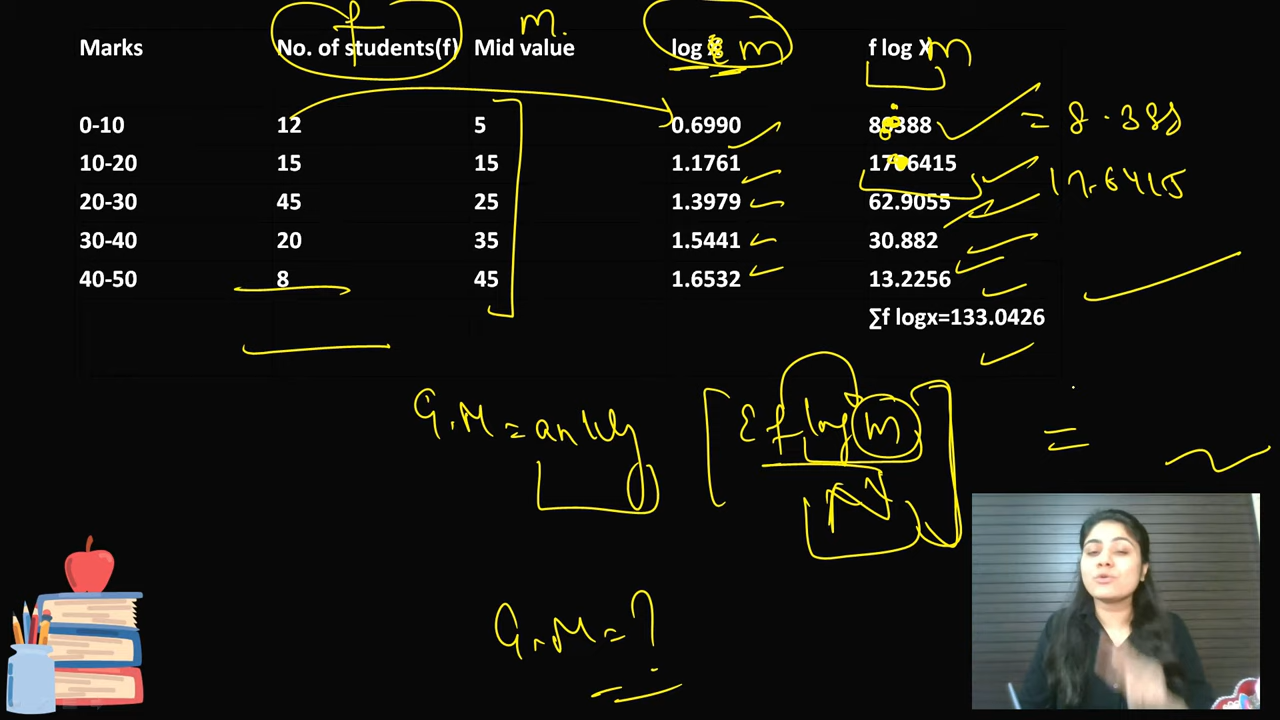 f
m.
Marks No. of students(f) Mid value log X m f log X m
0-10 12 5 0.6990 8.388 = 8.388
10-20 15 15 1.1761 17.6415 17.6415
20-30 45 25 1.3979 62.9055
30-40 20 35 1.5441 30.882
40-50 8 45 1.6532 13.2256
∑f logx=133.0426
G.M = antilog [ Σ f log m =
N ]
G.M = ?